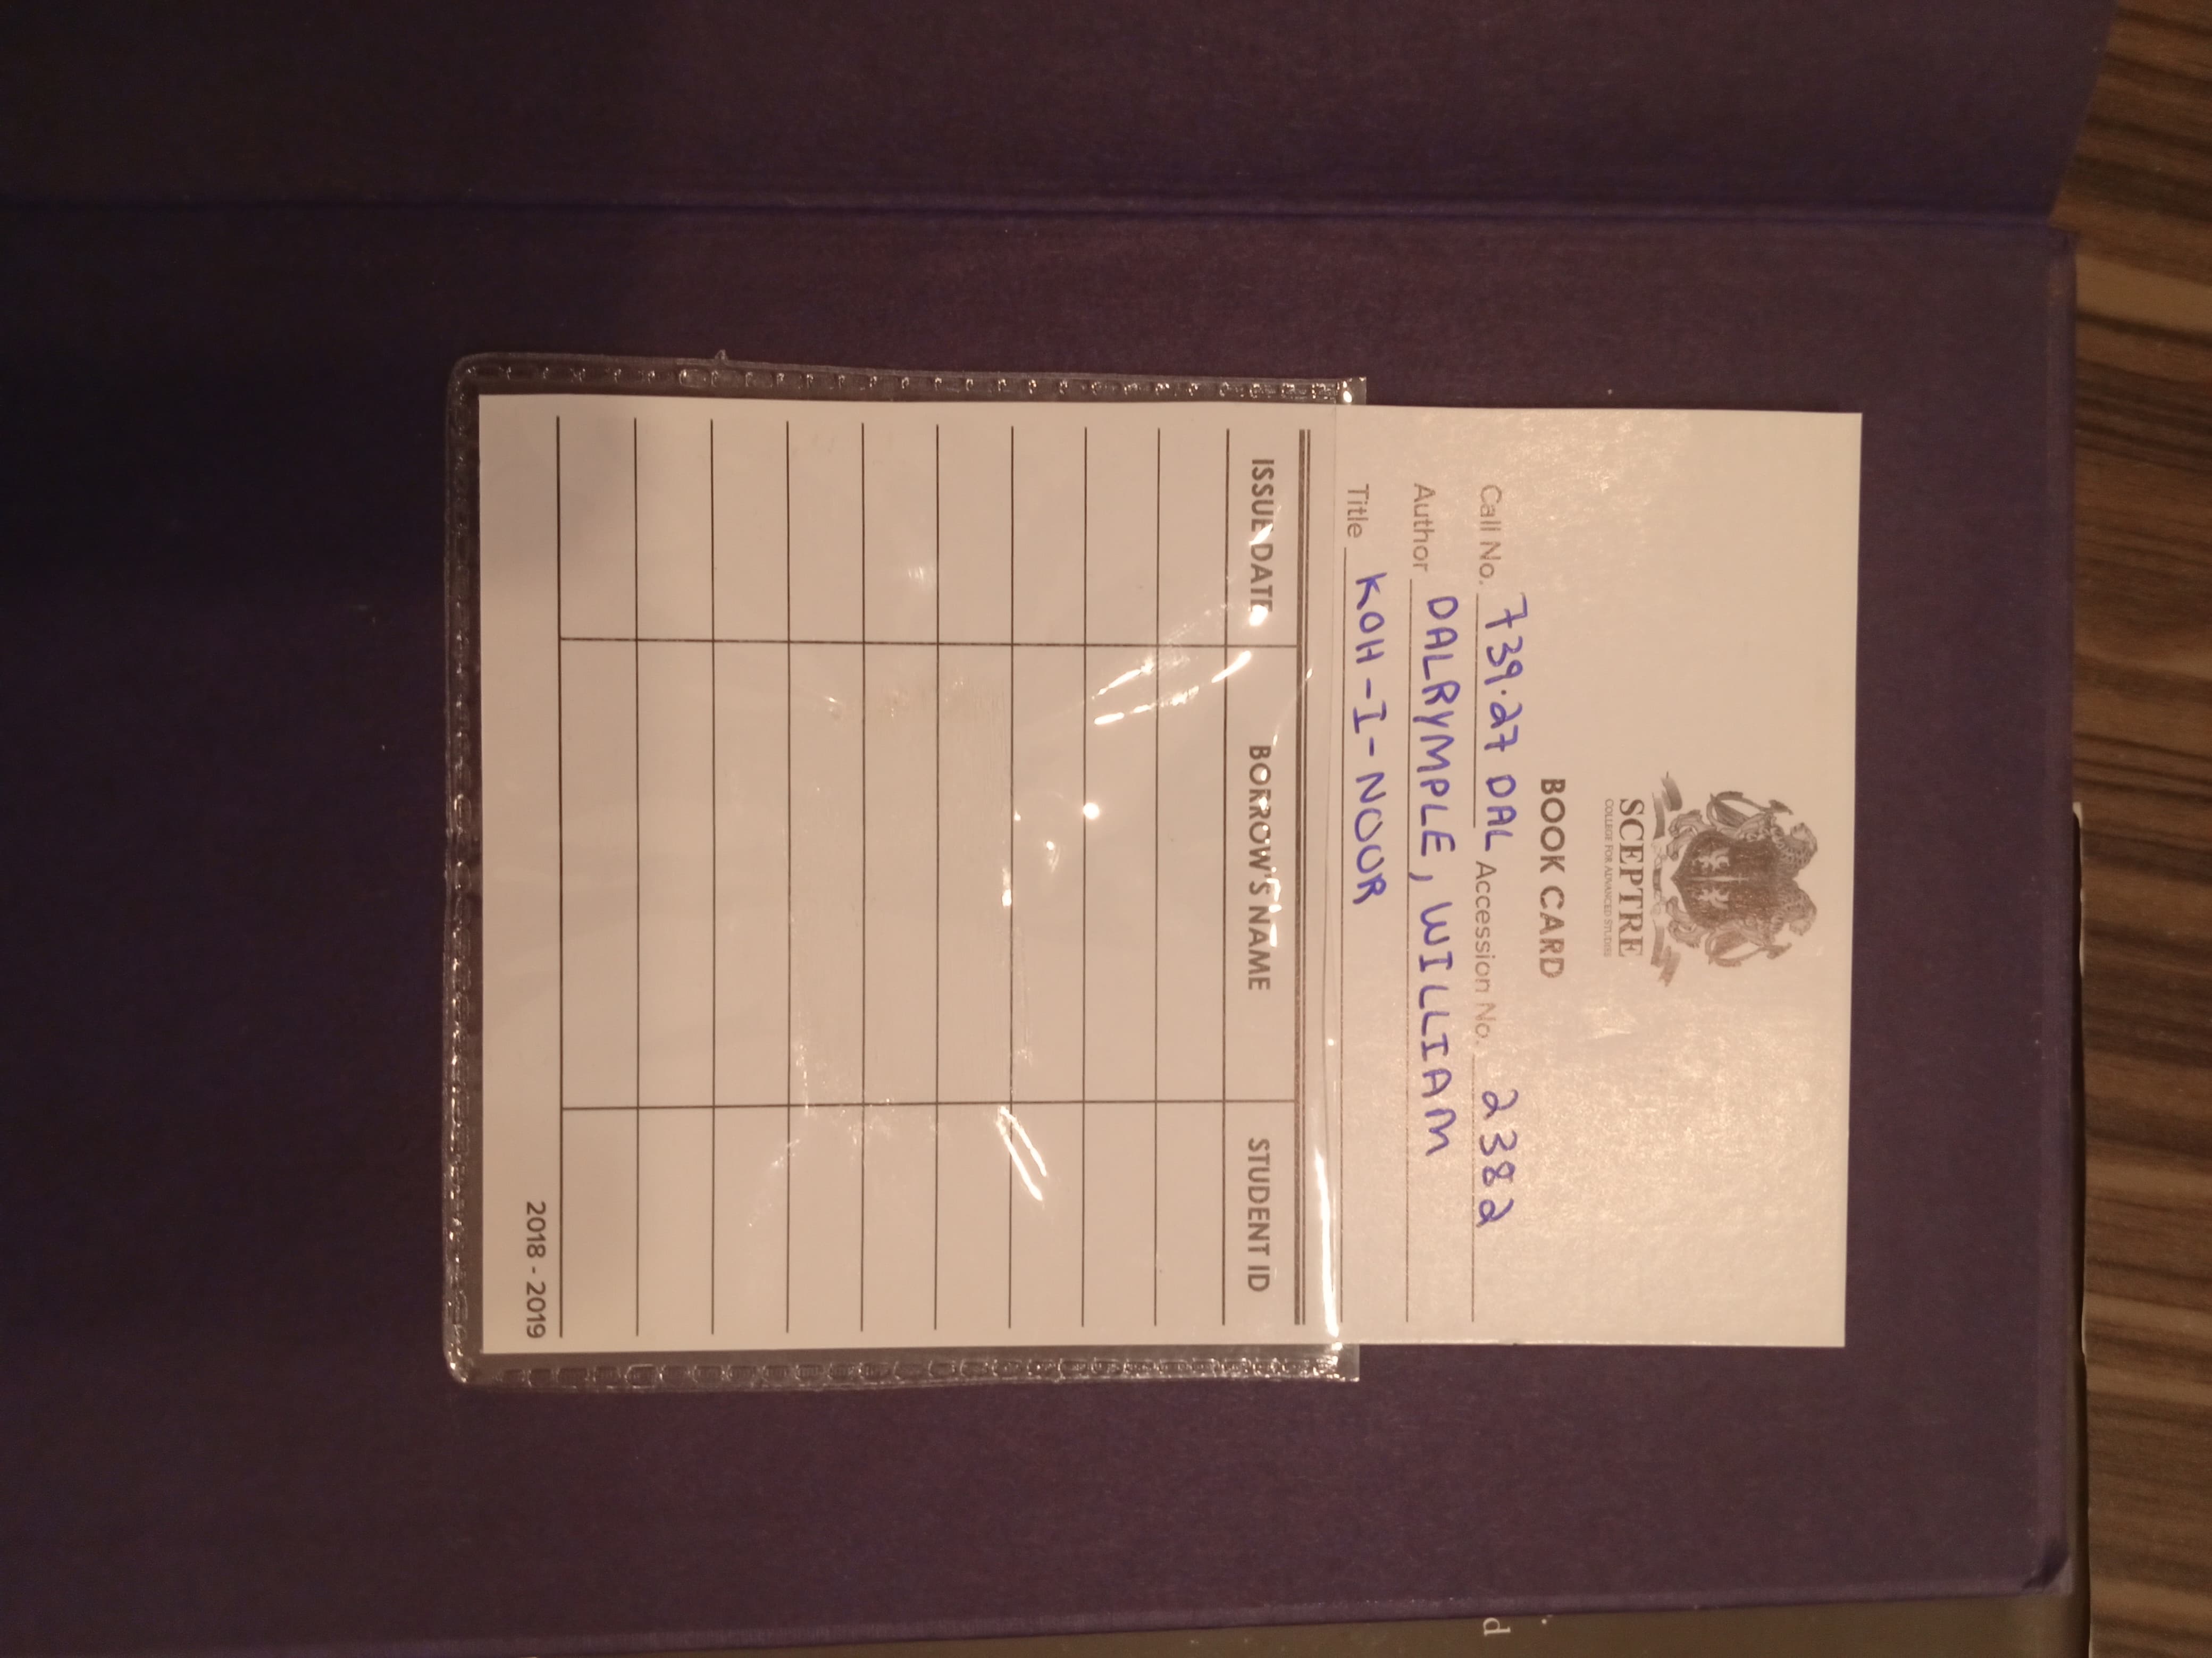 SCEPTRE
COLLEGE FOR ADVANCED STUDIES
BOOK CARD
Call No. 739.27 DAL Accession No. 2382
Author DALRYMPLE, WILLIAM
Title KOH-I-NOUR
ISSUE DATE BORROW'S NAME STUDENT ID
2018 - 2019
d